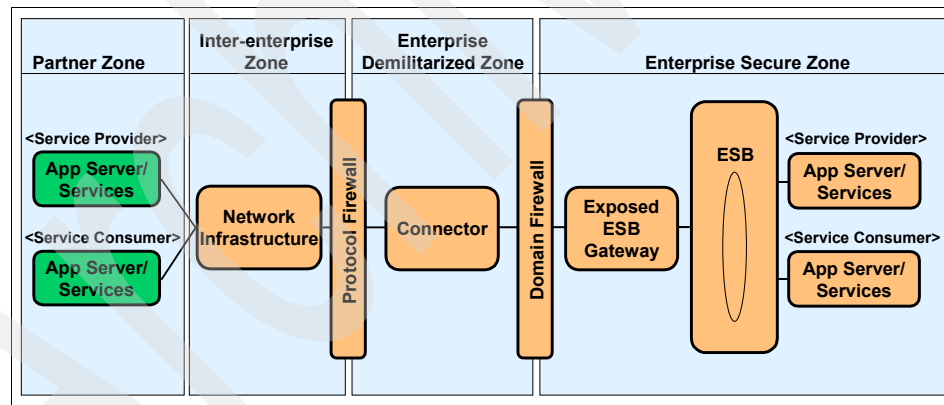 Partner Zone
Inter-enterprise
Zone
Enterprise
Demilitarized Zone
Enterprise Secure Zone
<Service Provider>
App Server/
Services
<Service Consumer>
App Server/
Services
Network
Infrastructure
Protocol Firewall
Connector
Domain Firewall
Exposed
ESB
Gateway
ESB
<Service Provider>
App Server/
Services
<Service Consumer>
App Server/
Services